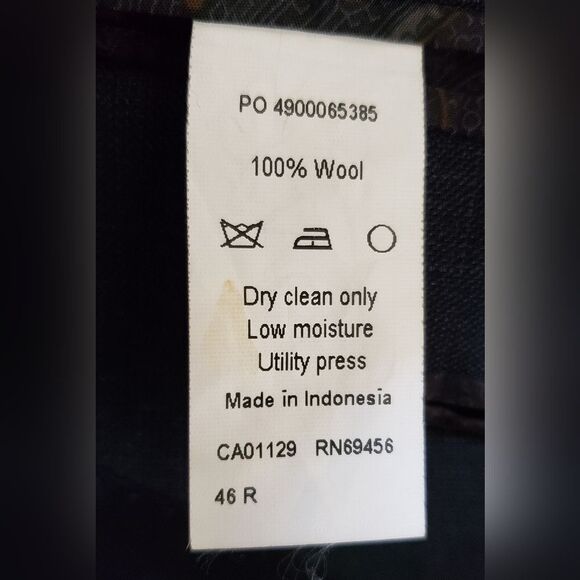 PO 4900065385
100% Wool
Dry clean only
Low moisture
Utility press
Made in Indonesia
CA01129 RN69456
46 R